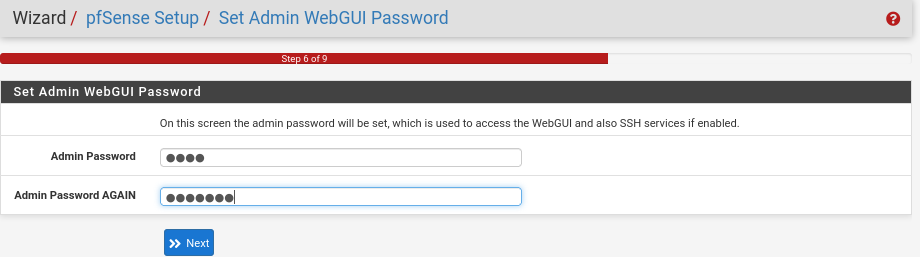 Wizard / pfSense Setup / Set Admin WebGUI Password
Step 6 of 9
Set Admin WebGUI Password
On this screen the admin password will be set, which is used to access the WebGUI and also SSH services if enabled.
Admin Password ●●●●
Admin Password AGAIN ●●●●●●●
Next